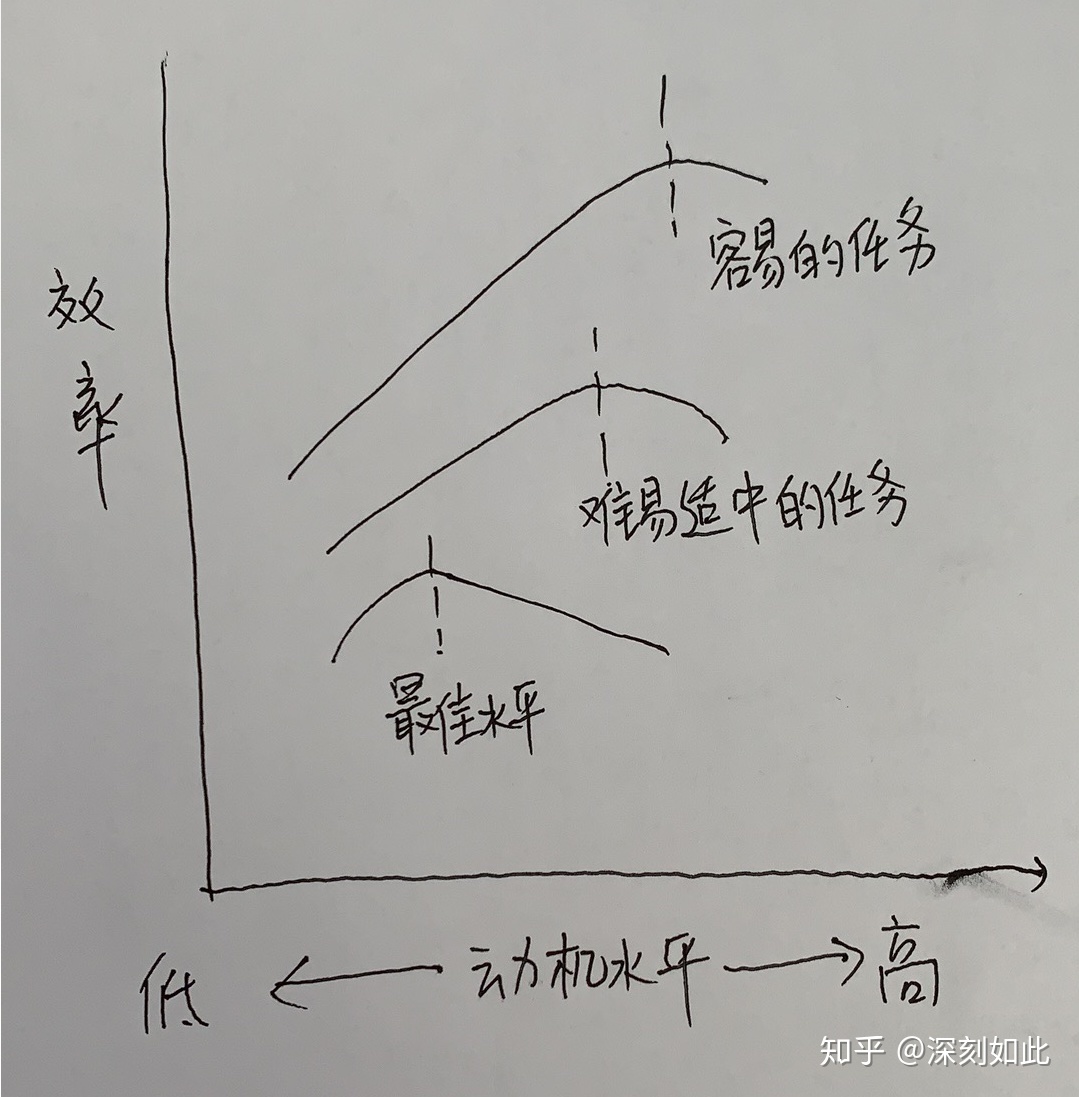 效率
容易的任务
难易适中的任务
最佳水平
低 ← 动机水平 → 高
知乎 @深刻如此